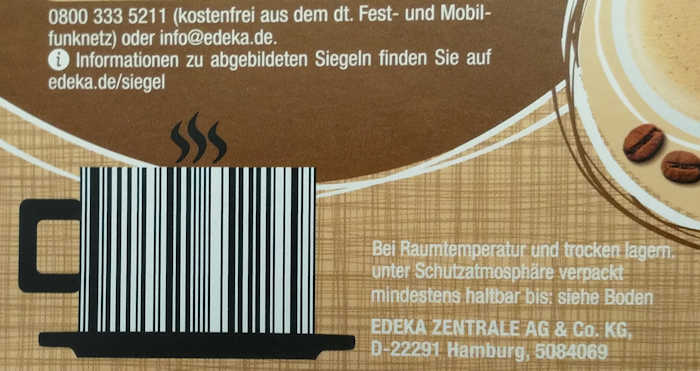 0800 333 5211 (kostenfrei aus dem dt. Fest- und Mobil-
funknetz) oder info@edeka.de.
i Informationen zu abgebildeten Siegeln finden Sie auf
edeka.de/siegel
Bei Raumtemperatur und trocken lagern.
unter Schutzatmosphäre verpackt
mindestens haltbar bis: siehe Boden
EDEKA ZENTRALE AG & Co. KG,
D-22291 Hamburg, 5084069